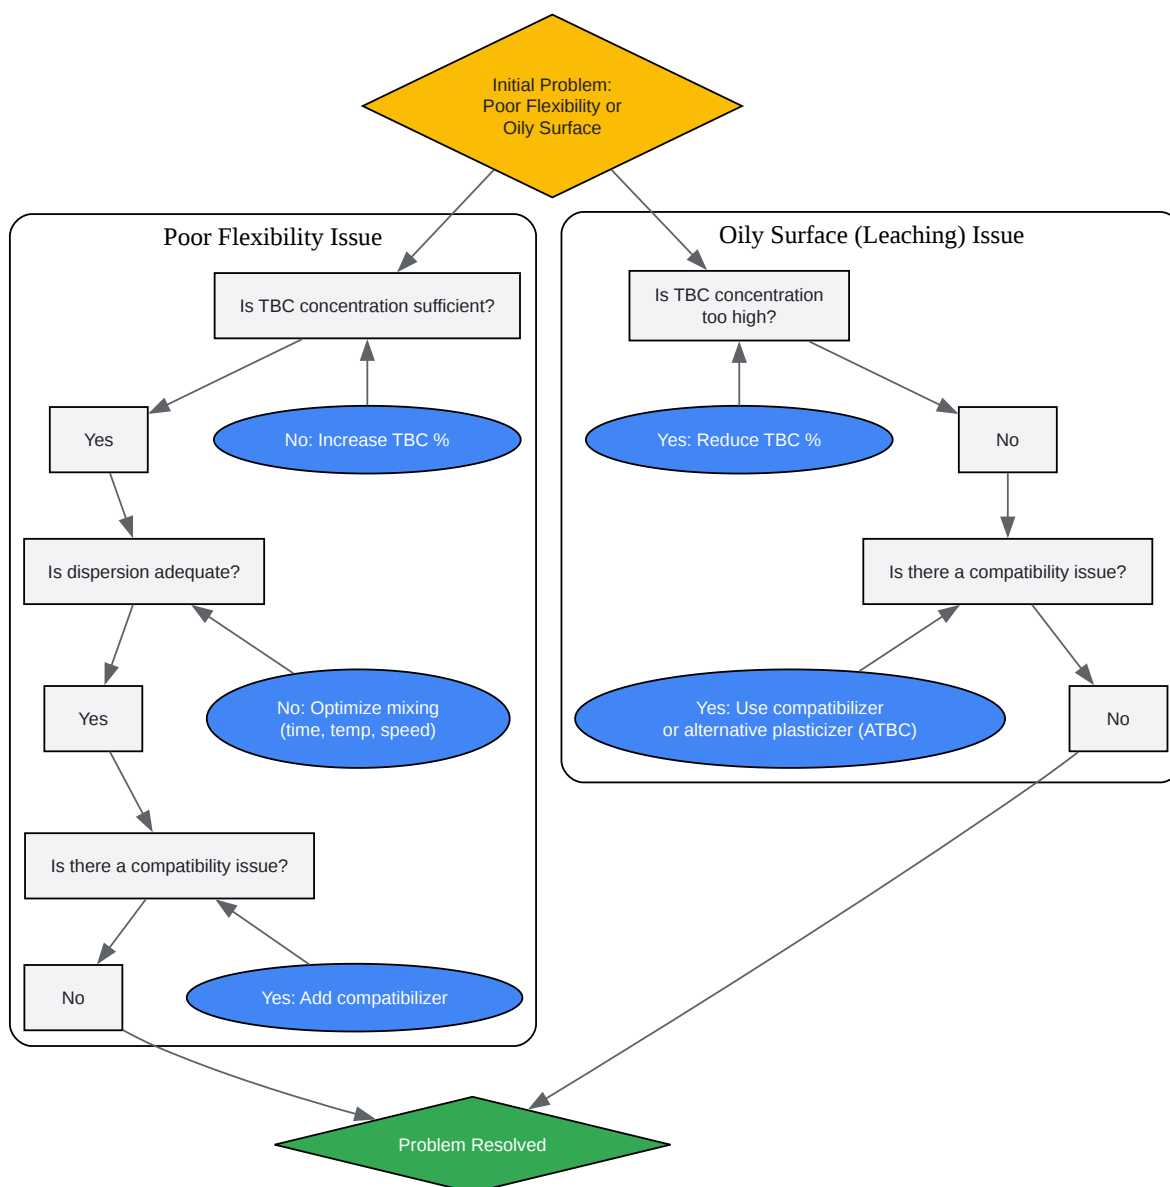 Initial Problem:
Poor Flexibility or
Oily Surface
Poor Flexibility Issue
Is TBC concentration sufficient?
Yes
No: Increase TBC %
Is dispersion adequate?
Yes
No: Optimize mixing
(time, temp, speed)
Is there a compatibility issue?
No
Yes: Add compatibilizer
Oily Surface (Leaching) Issue
Is TBC concentration
too high?
Yes: Reduce TBC %
No
Is there a compatibility issue?
Yes: Use compatibilizer
or alternative plasticizer (ATBC)
No
Problem Resolved